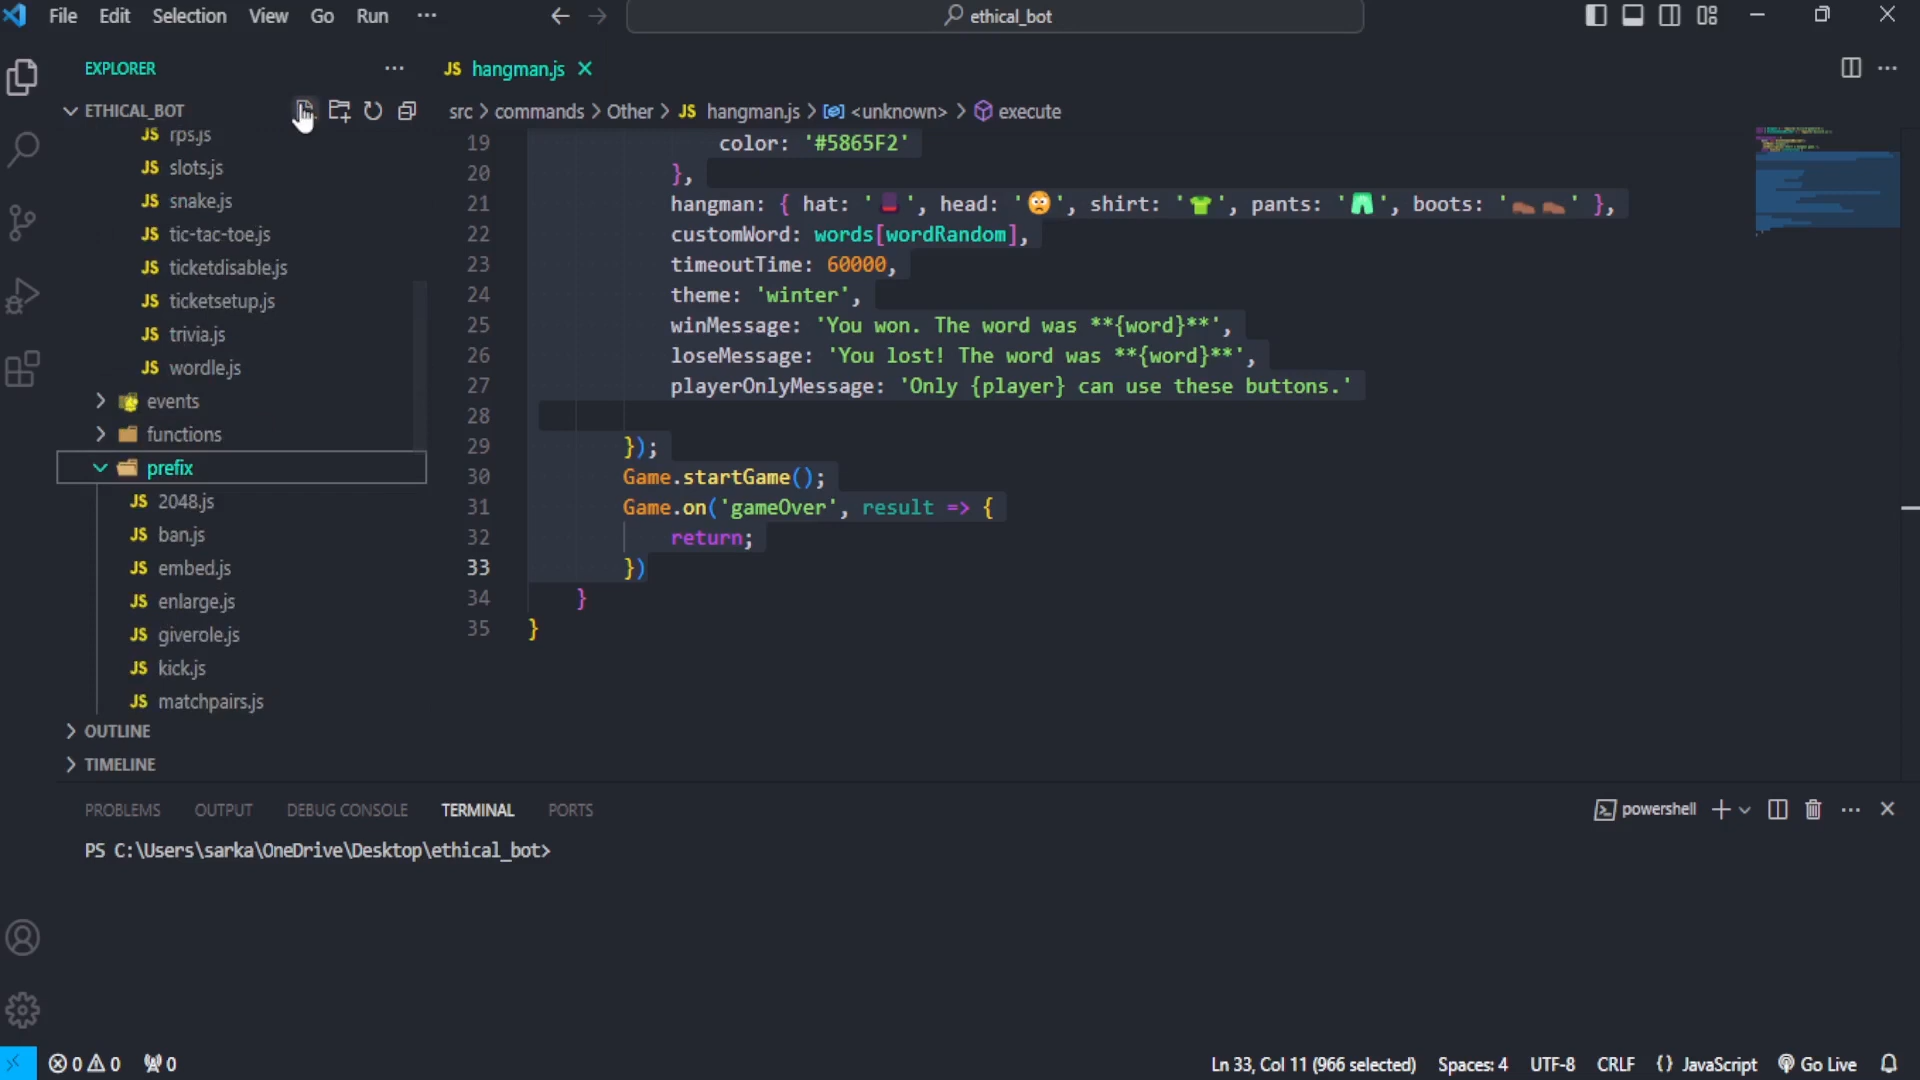 File Edit Selection View Go Run ···
ethical_bot
EXPLORER ···
JS hangman.js
ETHICAL_BOT
src > commands > Other > JS hangman.js > <unknown> > execute
JS rps.js
JS slots.js
JS snake.js
JS tic-tac-toe.js
JS ticketdisable.js
JS ticketsetup.js
JS trivia.js
JS wordle.js
events
functions
prefix
JS 2048.js
JS ban.js
JS embed.js
JS enlarge.js
JS giverole.js
JS kick.js
JS matchpairs.js
OUTLINE
TIMELINE
19 color: '#5865F2'
20 },
21 hangman: { hat: '🎩', head: '😳', shirt: '👕', pants: '🩳', boots: '👞👞' },
22 customWord: words[wordRandom],
23 timeoutTime: 60000,
24 theme: 'winter',
25 winMessage: 'You won. The word was **{word}**',
26 loseMessage: 'You lost! The word was **{word}**',
27 playerOnlyMessage: 'Only {player} can use these buttons.'
28
29 });
30 Game.startGame();
31 Game.on('gameOver', result => {
32 return;
33 })
34 }
35 }
PROBLEMS OUTPUT DEBUG CONSOLE TERMINAL PORTS
powershell
PS C:\Users\sarka\OneDrive\Desktop\ethical_bot>
0 0 0
Ln 33, Col 11 (966 selected) Spaces: 4 UTF-8 CRLF {} JavaScript Go Live